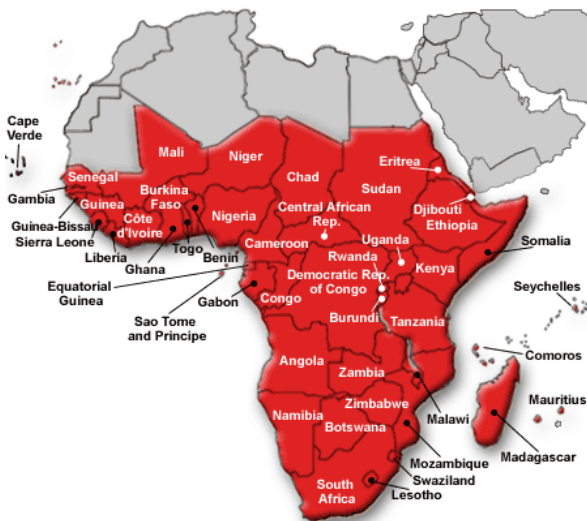 Cape
Verde
Mali
Niger
Chad
Eritrea
Sudan
Senegal
Gambia
Guinea
Burkina
Faso
Djibouti
Guinea-Bissau
Sierra Leone
Côte
d'Ivoire
Nigeria
Central African
Rep.
Ethiopia
Liberia
Ghana
Togo
Benin
Cameroon
Uganda
Somalia
Rwanda
Kenya
Equatorial
Guinea
Gabon
Congo
Democratic Rep.
of Congo
Seychelles
Burundi
Sao Tome
and Principe
Tanzania
Angola
Zambia
Comoros
Malawi
Mauritius
Zimbabwe
Namibia
Botswana
Mozambique
Madagascar
Swaziland
South
Africa
Lesotho